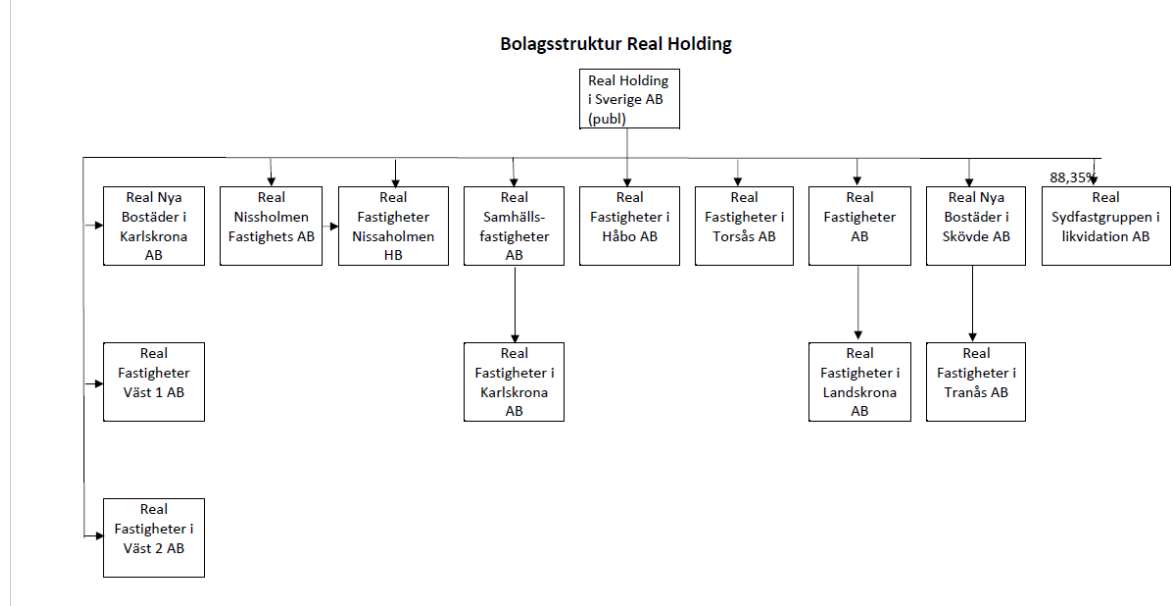 Bolagsstruktur Real Holding
Real Holding
i Sverige AB
(publ)
88,35%
Real Nya
Bostäder i
Karlskrona
AB
Real
Nissholmen
Fastighets AB
Real
Fastigheter
Nissaholmen
HB
Real
Samhälls-
fastigheter
AB
Real
Fastigheter i
Håbo AB
Real
Fastigheter i
Torsås AB
Real
Fastigheter
AB
Real Nya
Bostäder i
Skövde AB
Real
Sydfastgruppen i
likvidation AB
Real
Fastigheter
Väst 1 AB
Real
Fastigheter i
Karlskrona
AB
Real
Fastigheter i
Landskrona
AB
Real
Fastigheter i
Tranås AB
Real
Fastigheter i
Väst 2 AB